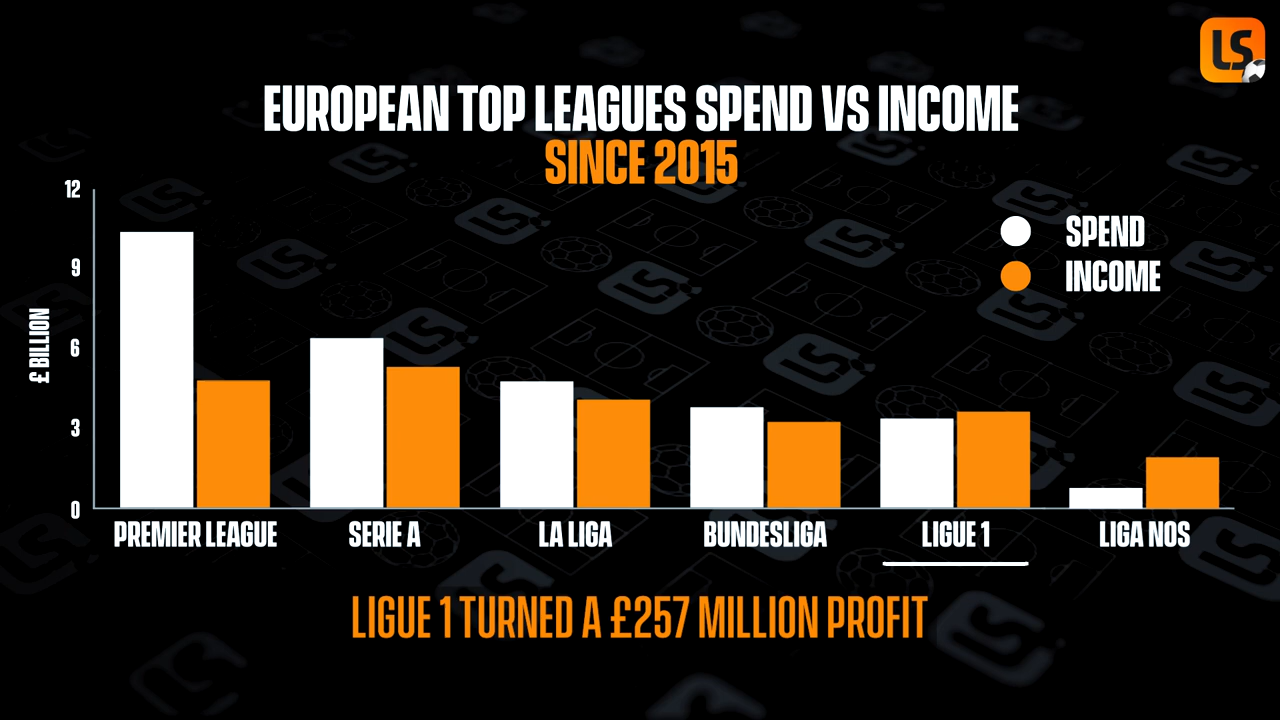 LS
EUROPEAN TOP LEAGUES SPEND VS INCOME
SINCE 2015
£ BILLION
12
9
6
3
0
SPEND
INCOME
PREMIER LEAGUE
SERIE A
LA LIGA
BUNDESLIGA
LIGUE 1
LIGA NOS
LIGUE 1 TURNED A £257 MILLION PROFIT